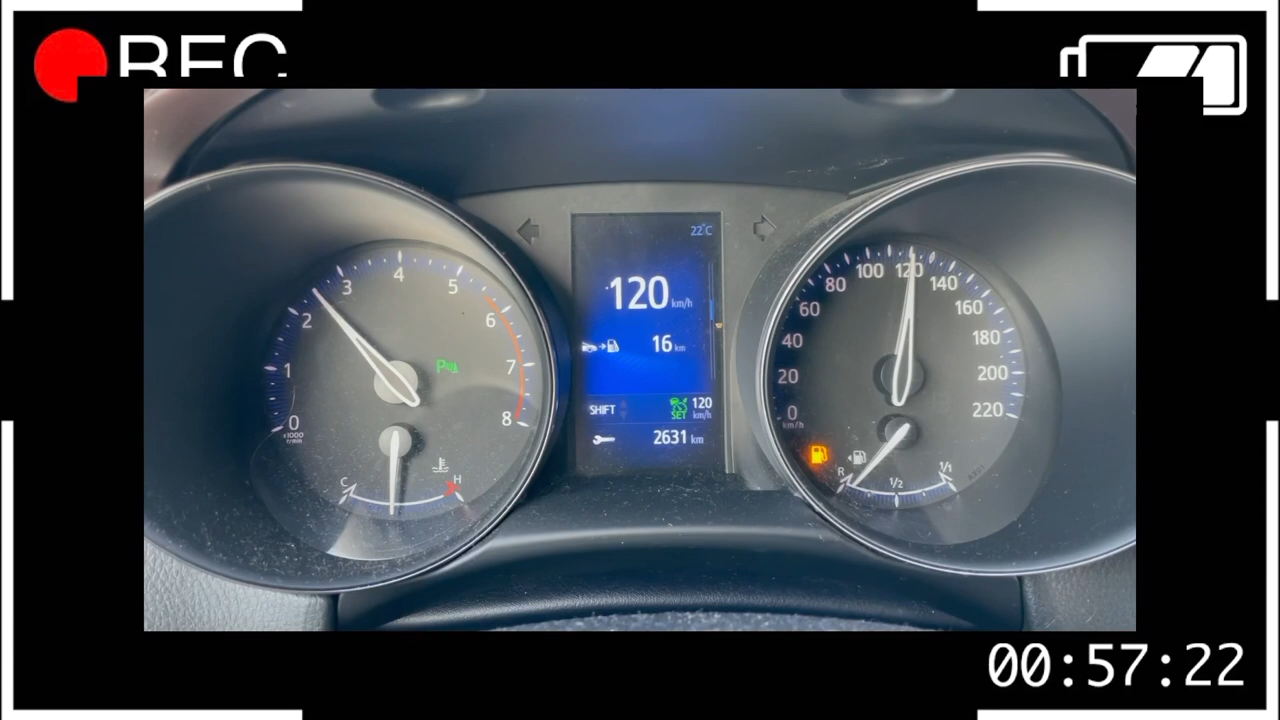 REC
22°C
120 km/h
16 km
SHIFT
SET 120 km/h
2631 km
0 1 2 3 4 5 6 7 8
x1000 r/min
C H
0 20 40 60 80 100 120 140 160 180 200 220
km/h
R 1/2 1/1
00:57:22